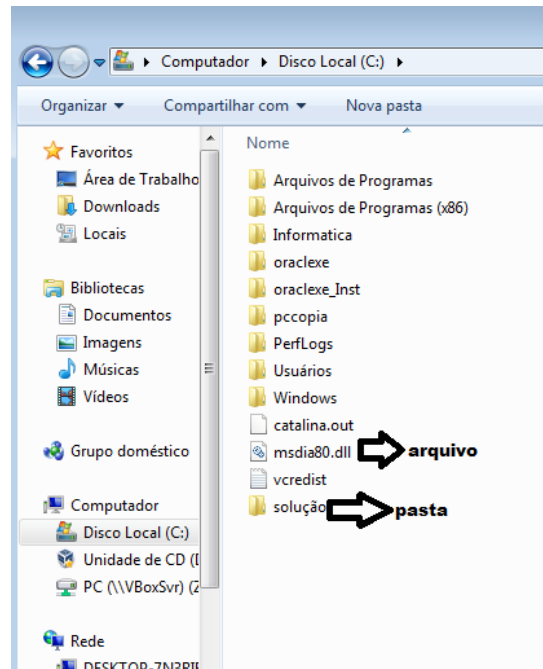 Computador Disco Local (C:)
Organizar Compartilhar com Nova pasta
Favoritos
Área de Trabalho
Downloads
Locais
Bibliotecas
Documentos
Imagens
Músicas
Vídeos
Grupo doméstico
Computador
Disco Local (C:)
Unidade de CD (
PC (\\VBoxSvr) (Z
Rede
Nome
Arquivos de Programas
Arquivos de Programas (x86)
Informatica
oraclexe
oraclexe_Inst
pccopia
PerfLogs
Usuários
Windows
catalina.out
msdia80.dll arquivo
vcredist
solução pasta